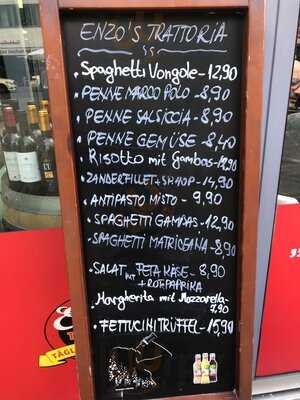 ENZO'S TRATTORIA
• Spaghetti Vongole - 12,90
• PENNE MARCO POLO - 8,90
• PENNE SALSICCIA - 8,90
• PENNE GEMÜSE - 8,40
• Risotto mit Gambas -
• ZANDERFILLET + - 14,90
• ANTIPASTO MISTO - 9,90
• SPAGHETTI GAMBAS - 12,90
• SPAGHETTI MATRICIANA - 8,90
• SALAT mit FETA KÄSE - 8,90
+ ROTPAPRIKA
• Margherita mit Mozzarella -
7,90
• FETTUCINI TRÜFFEL - 15,90